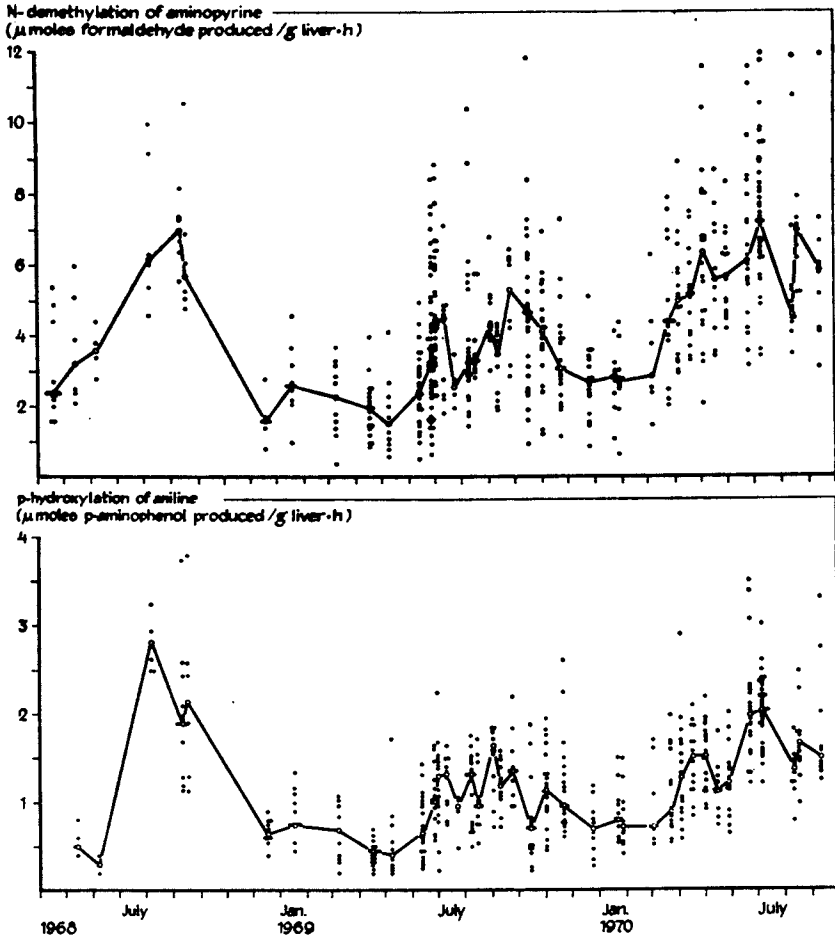 N-demethylation of aminopyrine
(μmoles formaldehyde produced /g liver·h)
12
10
8
6
4
2
p-hydroxylation of aniline
(μmoles p-aminophenol produced /g liver·h)
4
3
2
1
July Jan. July Jan. July
1968 1969 1970